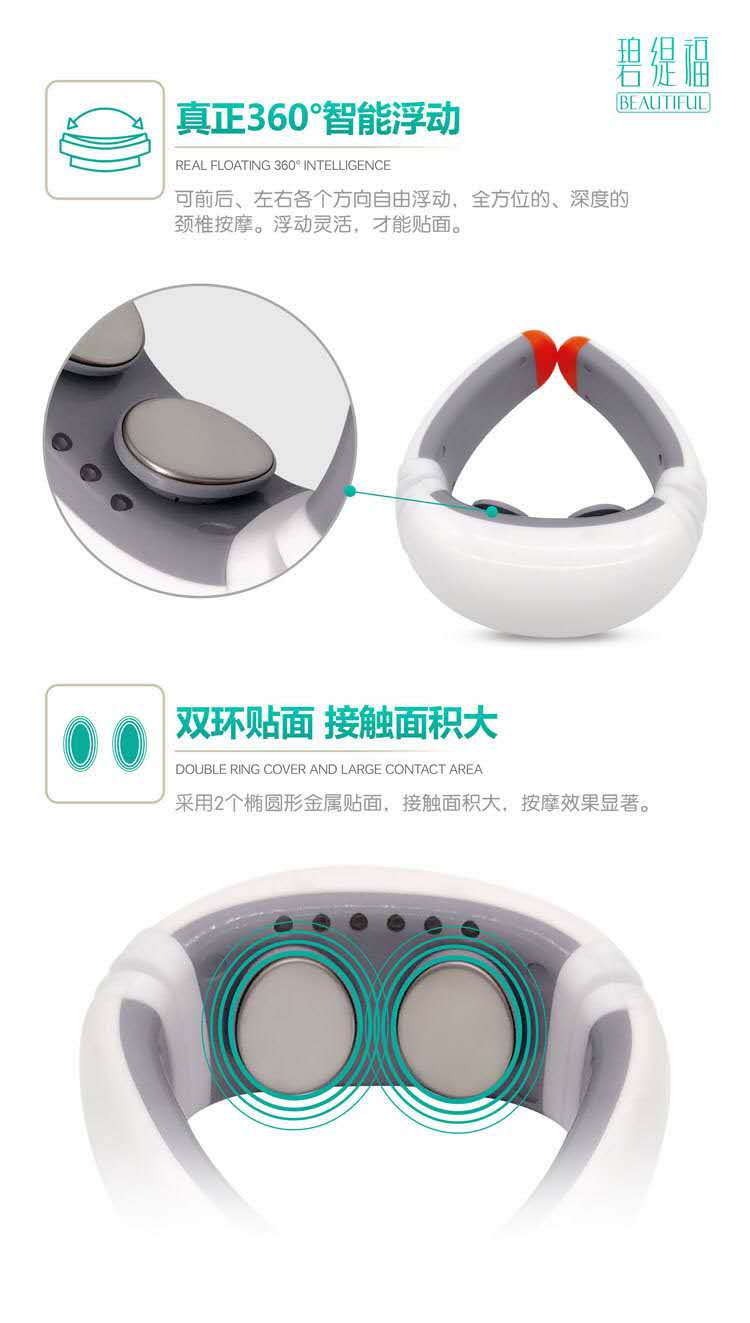 碧缇福
BEAUTIFUL
真正360°智能浮动
REAL FLOATING 360° INTELLIGENCE
可前后、左右各个方向自由浮动，全方位的、深度的
颈椎按摩。浮动灵活，才能贴面。
双环贴面 接触面积大
DOUBLE RING COVER AND LARGE CONTACT AREA
采用2个椭圆形金属贴面，接触面积大，按摩效果显著。